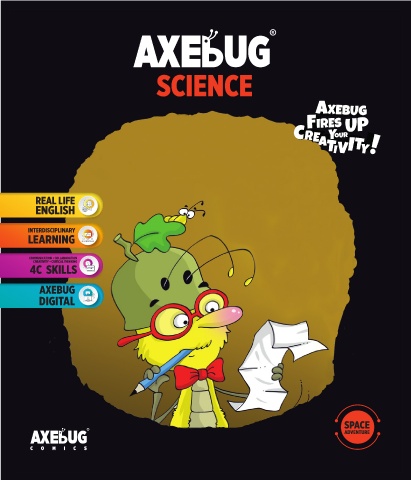 AXEBUG®
SCIENCE
AXEBUG
FIRES UP
YOUR
CREATIVITY!
REAL LIFE
ENGLISH
INTERDISCIPLINARY
LEARNING
4C SKILLS
AXEBUG
DIGITAL
SPACE
ADVENTURE
AXEBUG®
COMICS